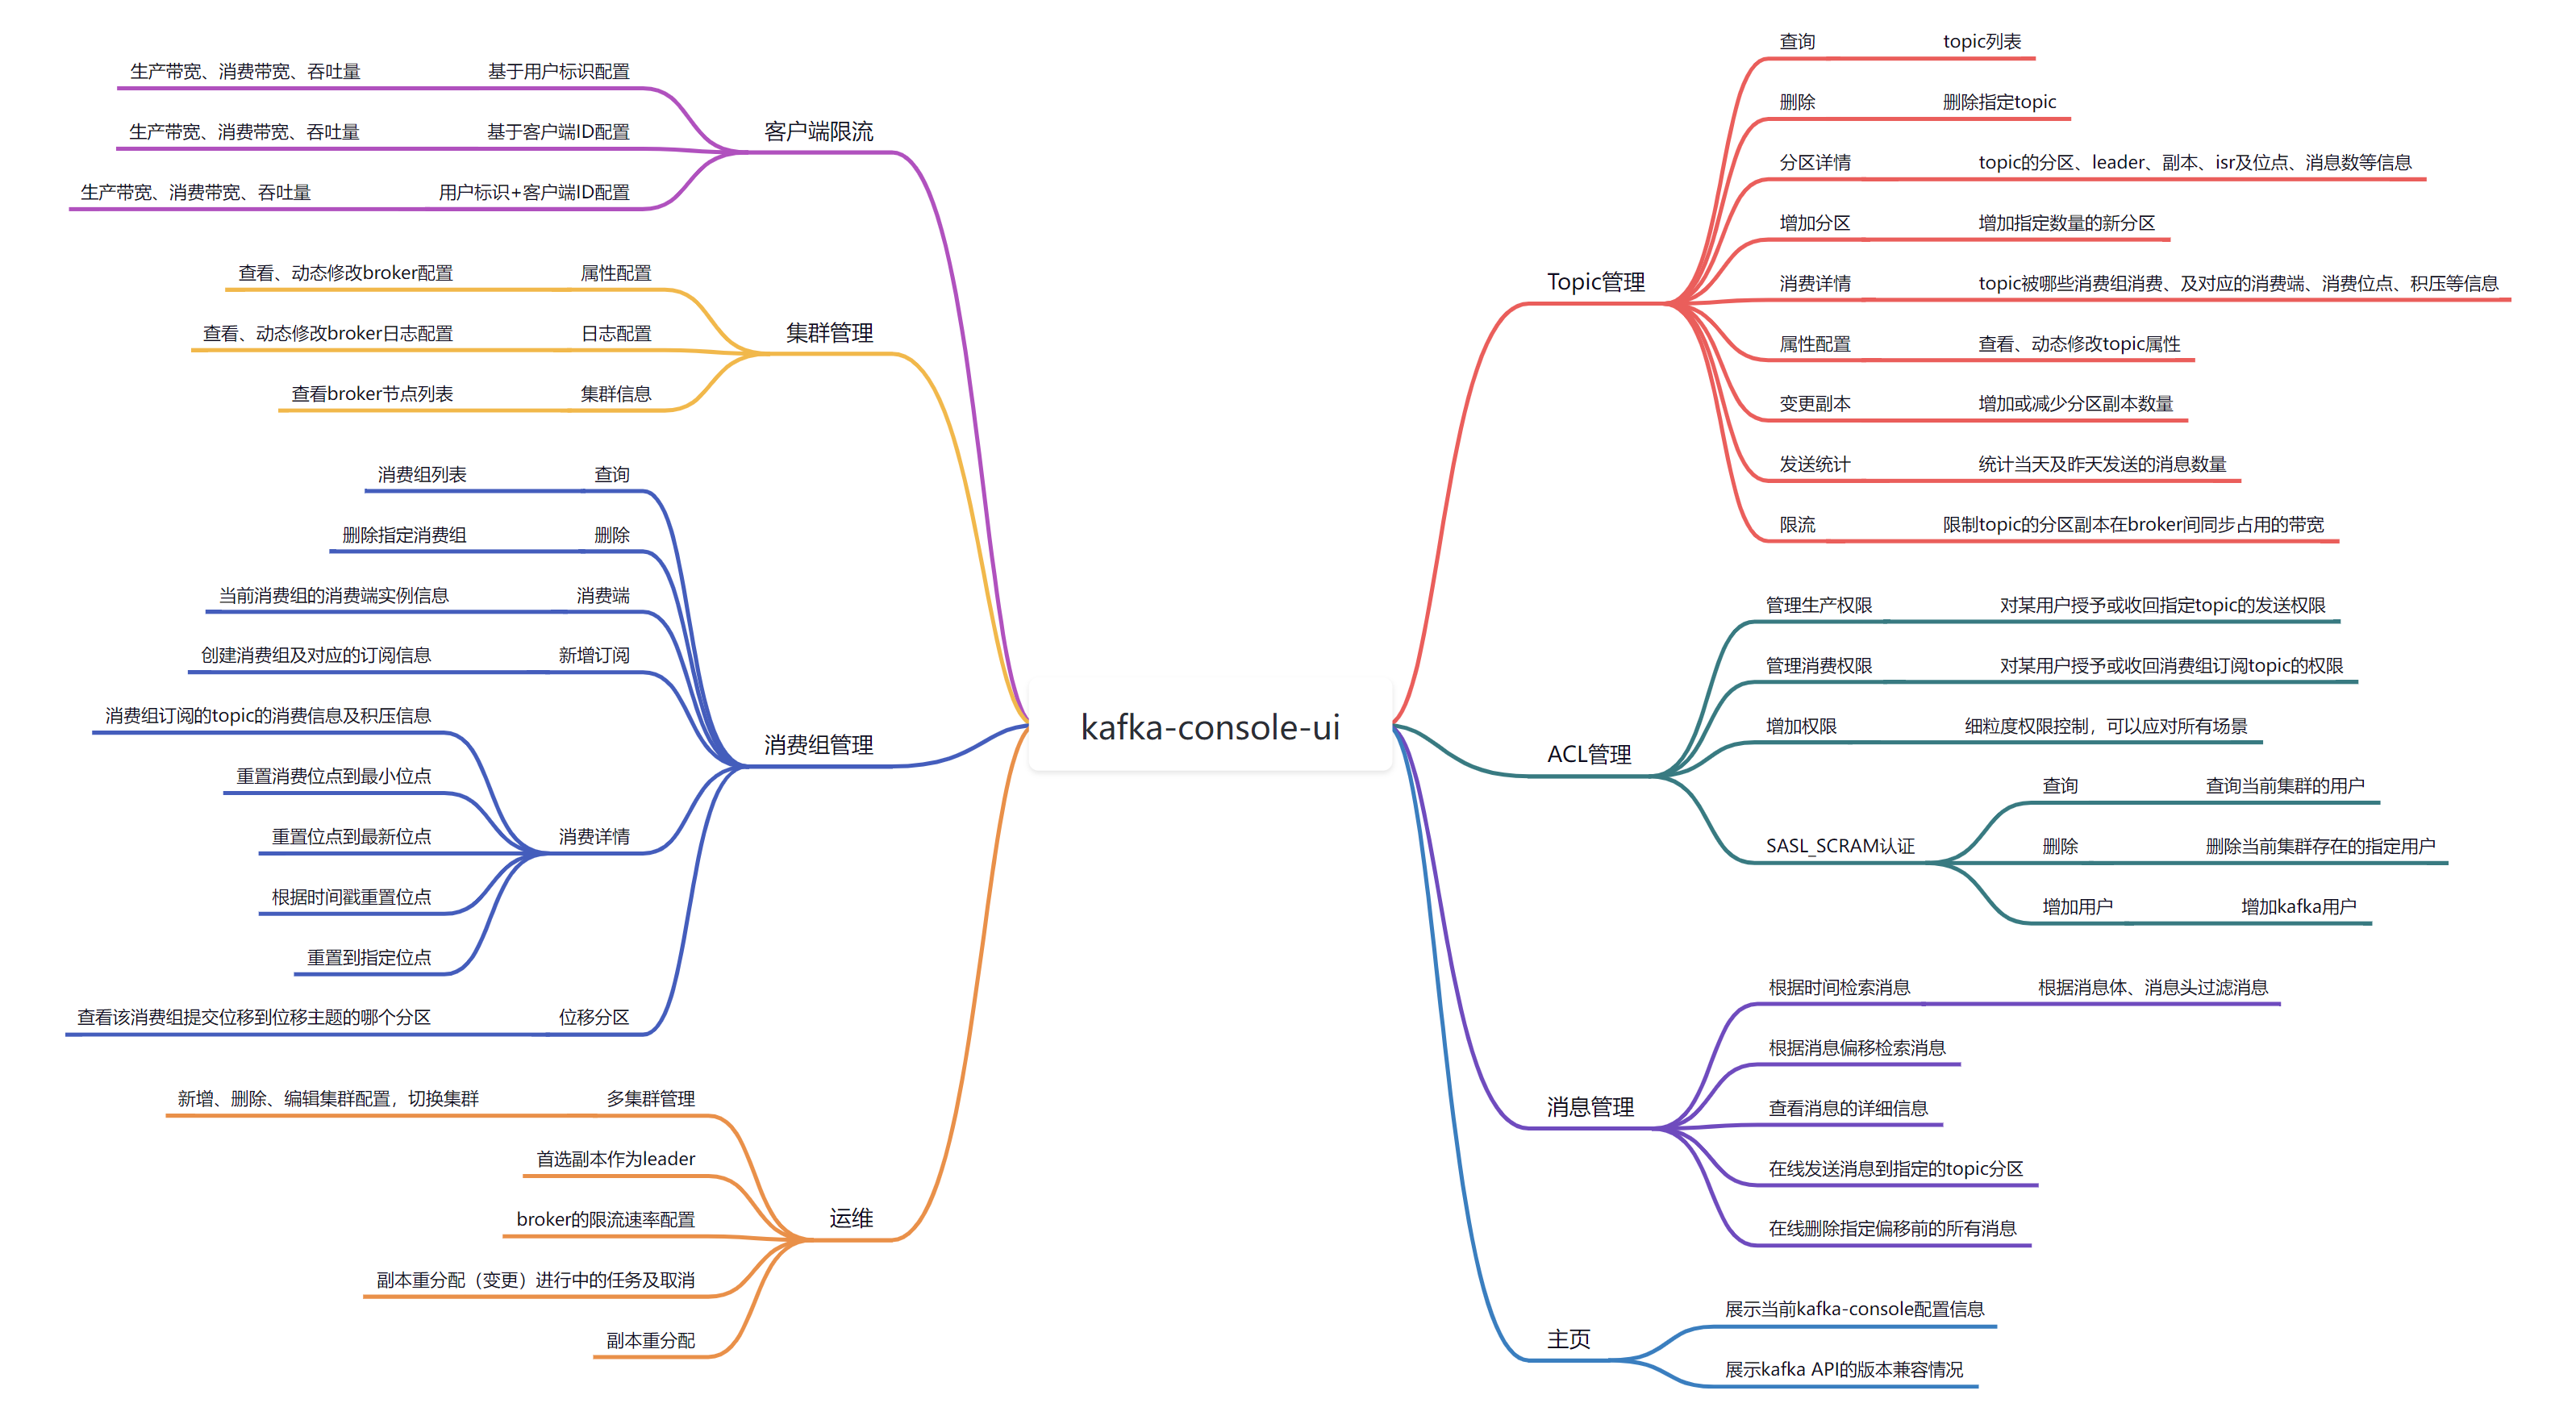 kafka-console-ui
Topic管理
查询
topic列表
删除
删除指定topic
分区详情
topic的分区、leader、副本、isr及位点、消息数等信息
增加分区
增加指定数量的新分区
消费详情
topic被哪些消费组消费、及对应的消费端、消费位点、积压等信息
属性配置
查看、动态修改topic属性
变更副本
增加或减少分区副本数量
发送统计
统计当天及昨天发送的消息数量
限流
限制topic的分区副本在broker间同步占用的带宽
ACL管理
管理生产权限
对某用户授予或收回指定topic的发送权限
管理消费权限
对某用户授予或收回消费组订阅topic的权限
增加权限
细粒度权限控制，可以应对所有场景
SASL_SCRAM认证
查询
查询当前集群的用户
删除
删除当前集群存在的指定用户
增加用户
增加kafka用户
消息管理
根据时间检索消息
根据消息体、消息头过滤消息
根据消息偏移检索消息
查看消息的详细信息
在线发送消息到指定的topic分区
在线删除指定偏移前的所有消息
主页
展示当前kafka-console配置信息
展示kafka API的版本兼容情况
客户端限流
基于用户标识配置
生产带宽、消费带宽、吞吐量
基于客户端ID配置
生产带宽、消费带宽、吞吐量
用户标识+客户端ID配置
生产带宽、消费带宽、吞吐量
集群管理
属性配置
查看、动态修改broker配置
日志配置
查看、动态修改broker日志配置
集群信息
查看broker节点列表
消费组管理
查询
消费组列表
删除
删除指定消费组
消费端
当前消费组的消费端实例信息
新增订阅
创建消费组及对应的订阅信息
消费详情
消费组订阅的topic的消费信息及积压信息
重置消费位点到最小位点
重置位点到最新位点
根据时间戳重置位点
重置到指定位点
位移分区
查看该消费组提交位移到位移主题的哪个分区
运维
多集群管理
新增、删除、编辑集群配置，切换集群
首选副本作为leader
broker的限流速率配置
副本重分配（变更）进行中的任务及取消
副本重分配